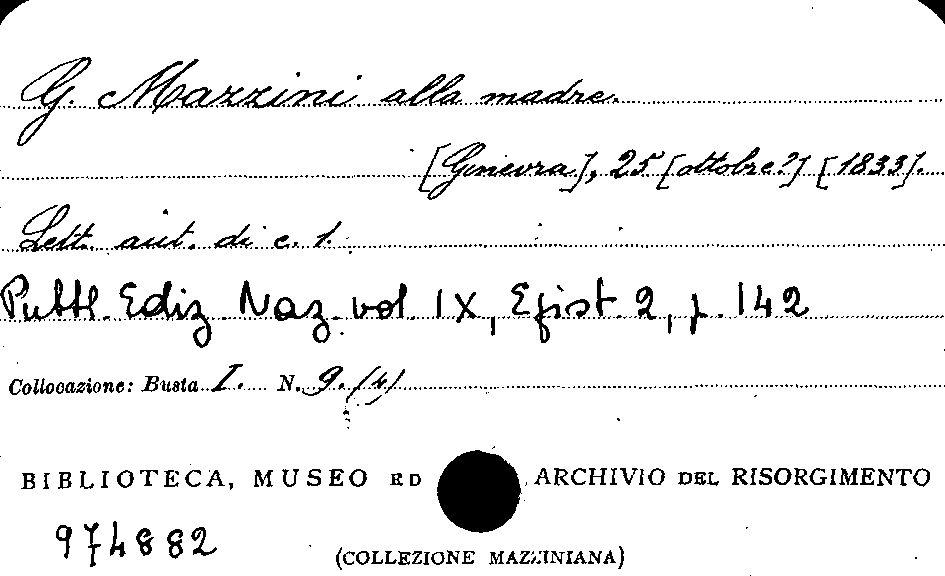 G. Mazzini alla madre.
[Ginevra], 25 [ottobre?] [1833].
Lett. aut. di c. 1.
Pubbl. Ediz. Naz. vol. IX, Epist. 2, p. 142
Collocazione: Busta I. N. 9. (4)
BIBLIOTECA, MUSEO ED ARCHIVIO DEL RISORGIMENTO
974882
(COLLEZIONE MAZZINIANA)